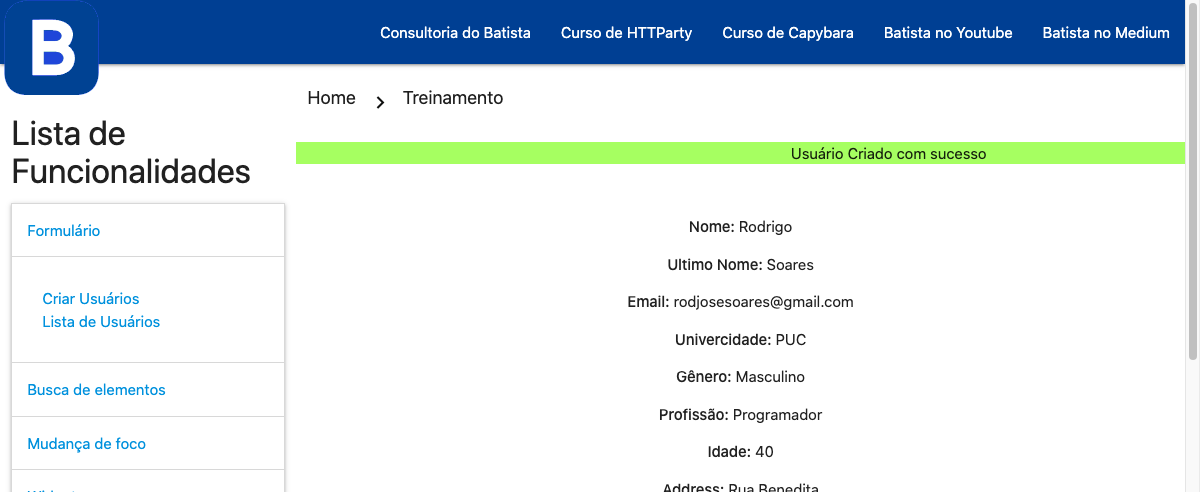 B
Consultoria do Batista
Curso de HTTParty
Curso de Capybara
Batista no Youtube
Batista no Medium
Lista de
Funcionalidades
Formulário
Criar Usuários
Lista de Usuários
Busca de elementos
Mudança de foco
Home
Treinamento
Usuário Criado com sucesso
Nome: Rodrigo
Ultimo Nome: Soares
Email: rodjosesoares@gmail.com
Univercidade: PUC
Gênero: Masculino
Profissão: Programador
Idade: 40
Address: Rua Benedita